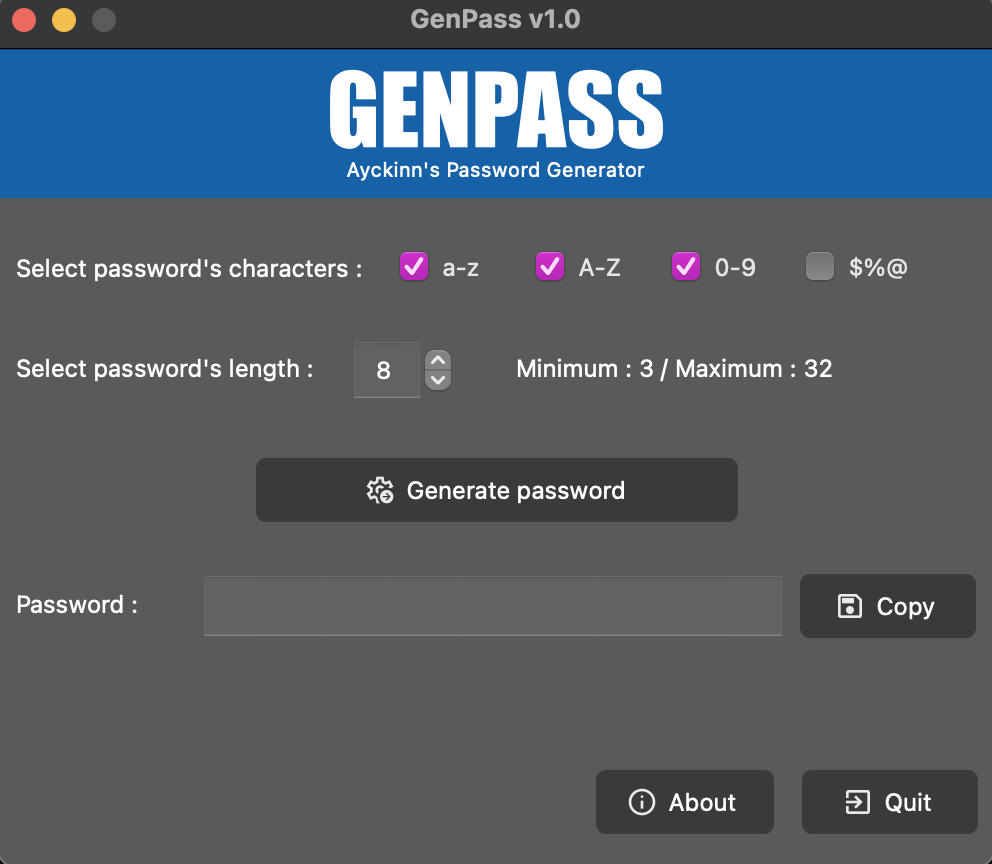 GenPass v1.0
GENPASS
Ayckinn's Password Generator
Select password's characters : a-z A-Z 0-9 $%@
Select password's length : 8 Minimum : 3 / Maximum : 32
Generate password
Password : Copy
About Quit